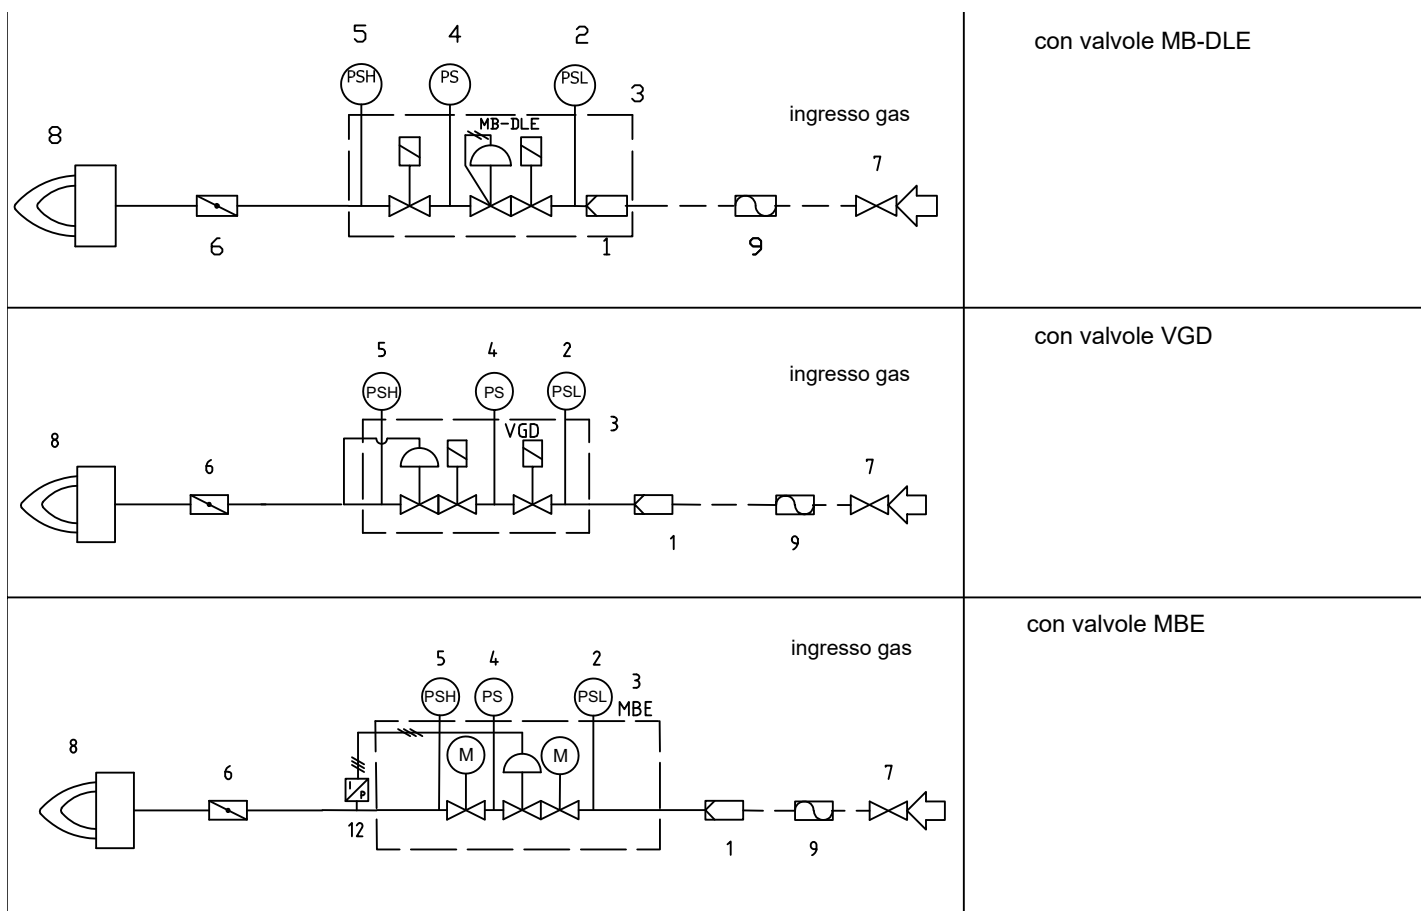 5 4 2
con valvole MB-DLE
PSH PS PSL
3
ingresso gas
MB-DLE
8
7
6 1 9
con valvole VGD
5 4 2
ingresso gas
PSH PS PSL
VGD
3
8
6
7
1 9
con valvole MBE
ingresso gas
5 4 2
3
PSH PS PSL
MBE
8
M M
6
7
I
P
12
1 9